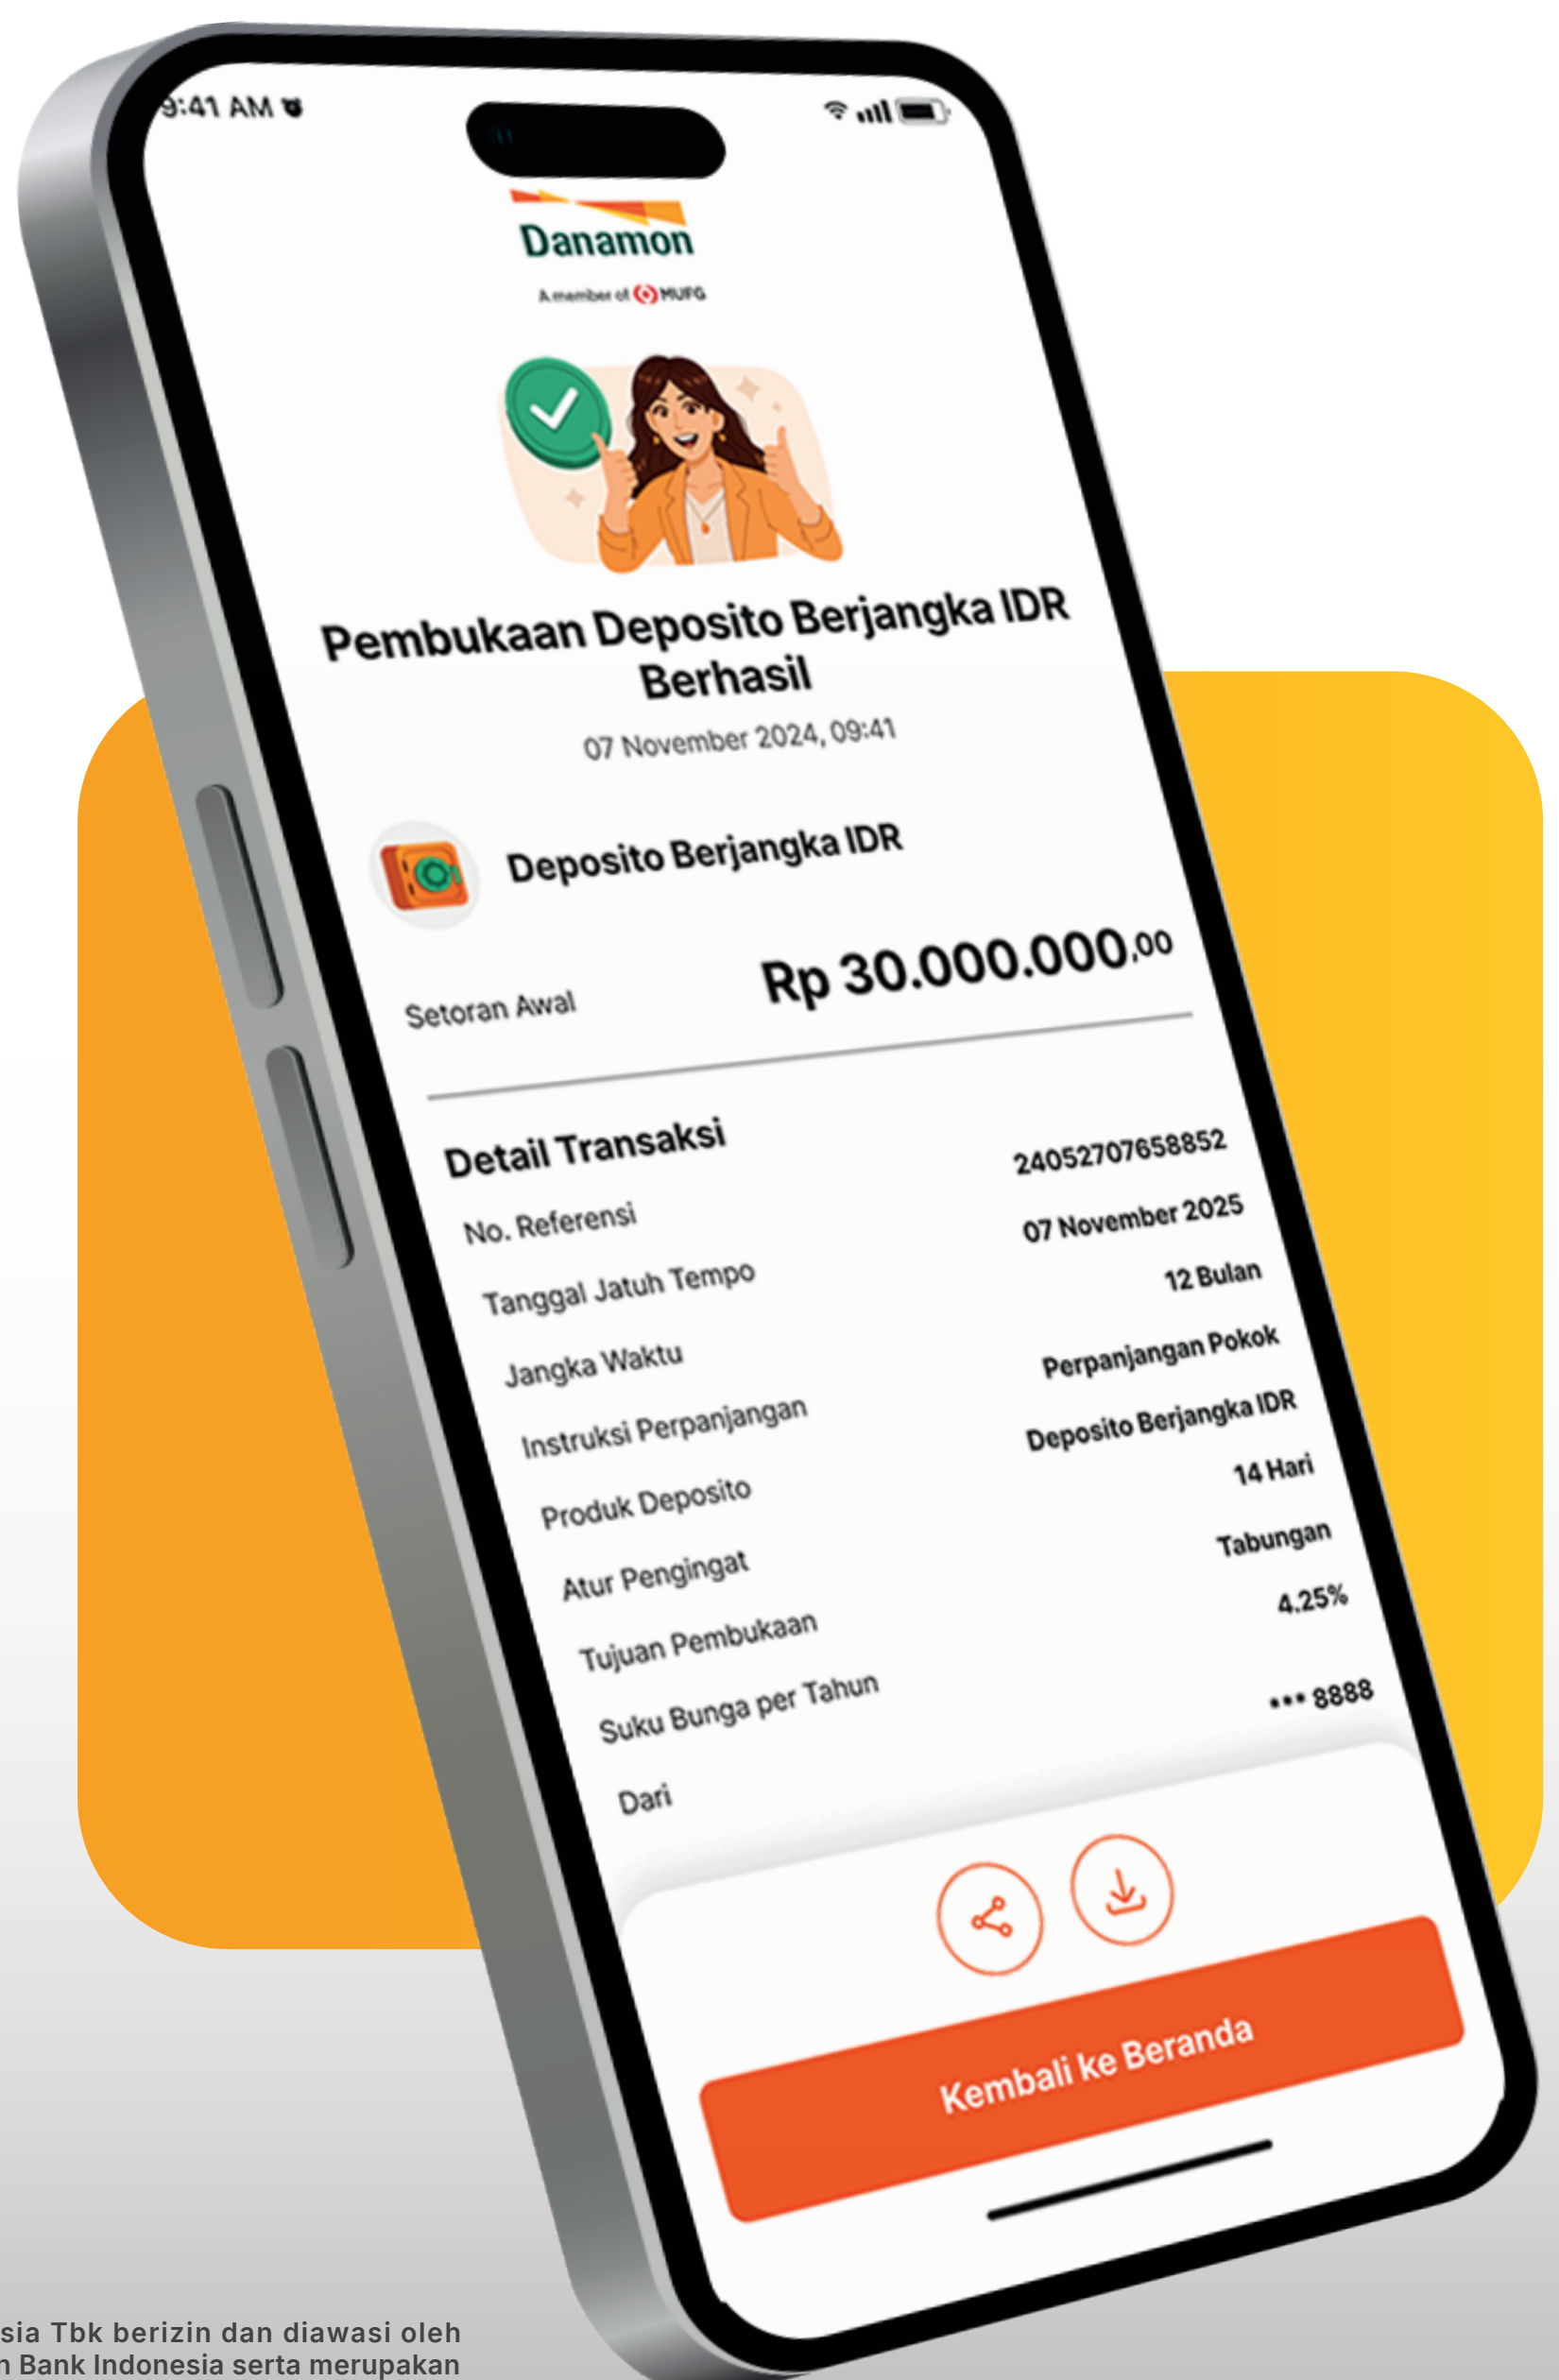 9:41 AM
Danamon
A member of MUFG
Pembukaan Deposito Berjangka IDR
Berhasil
07 November 2024, 09:41
Deposito Berjangka IDR
Setoran Awal Rp 30.000.000,00
Detail Transaksi
No. Referensi 24052707658852
Tanggal Jatuh Tempo 07 November 2025
Jangka Waktu 12 Bulan
Instruksi Perpanjangan Perpanjangan Pokok
Produk Deposito Deposito Berjangka IDR
Atur Pengingat 14 Hari
Tujuan Pembukaan Tabungan
Suku Bunga per Tahun 4.25%
Dari ••• 8888
Kembali ke Beranda
sia Tbk berizin dan diawasi oleh
n Bank Indonesia serta merupakan